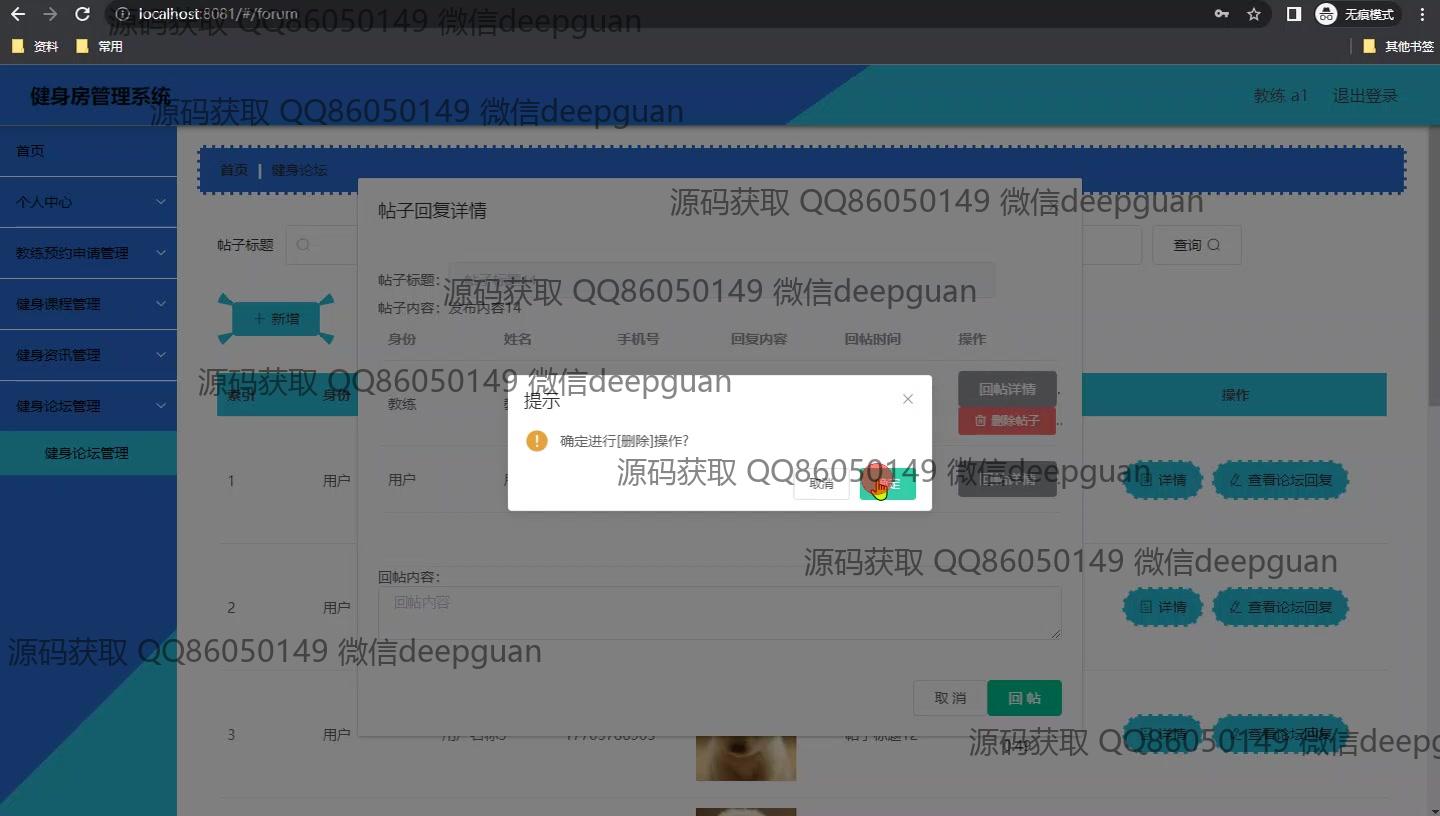 localhost:8081/#/forum
无痕模式
资料 常用 其他书签
源码获取 QQ86050149 微信deepguan
健身房管理系统
教练 a1 退出登录
源码获取 QQ86050149 微信deepguan
首页
个人中心
教练预约申请管理
健身课程管理
健身资讯管理
健身论坛管理
健身论坛管理
首页 | 健身论坛
帖子标题
查询
+ 新增
索引 身份 操作
1 用户 详情 查看论坛回复
2 用户 详情 查看论坛回复
3 用户 详情 查看论坛回复
帖子回复详情
源码获取 QQ86050149 微信deepguan
帖子标题:
源码获取 QQ86050149 微信deepguan
帖子内容: 发布内容14
身份 姓名 手机号 回复内容 回帖时间 操作
源码获取 QQ86050149 微信deepguan
教练 回帖详情
删除帖子
用户 回帖详情
提示
确定进行[删除]操作?
取消
源码获取 QQ86050149 微信deepguan
源码获取 QQ86050149 微信deepguan
回帖内容:
回帖内容
源码获取 QQ86050149 微信deepguan
取消 回帖
源码获取 QQ86050149 微信deepg